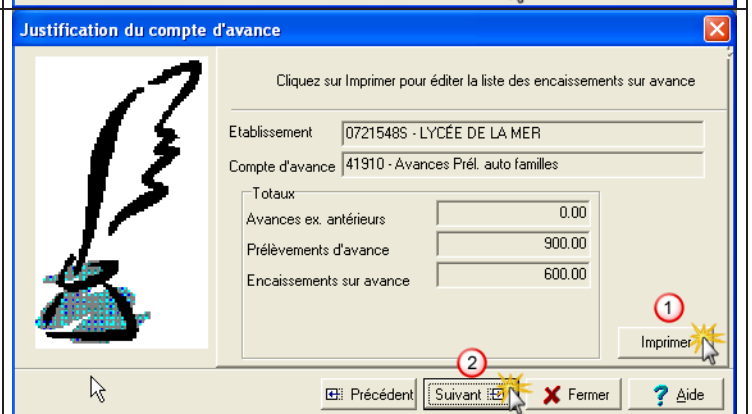 Justification du compte d'avance
Cliquez sur Imprimer pour éditer la liste des encaissements sur avance
Etablissement 0721548S - LYCÉE DE LA MER
Compte d'avance 41910 - Avances Prél. auto familles
Totaux
Avances ex. antérieurs 0.00
Prélèvements d'avance 900.00
Encaissements sur avance 600.00
1
Imprimer
2
Précédent Suivant Fermer ? Aide